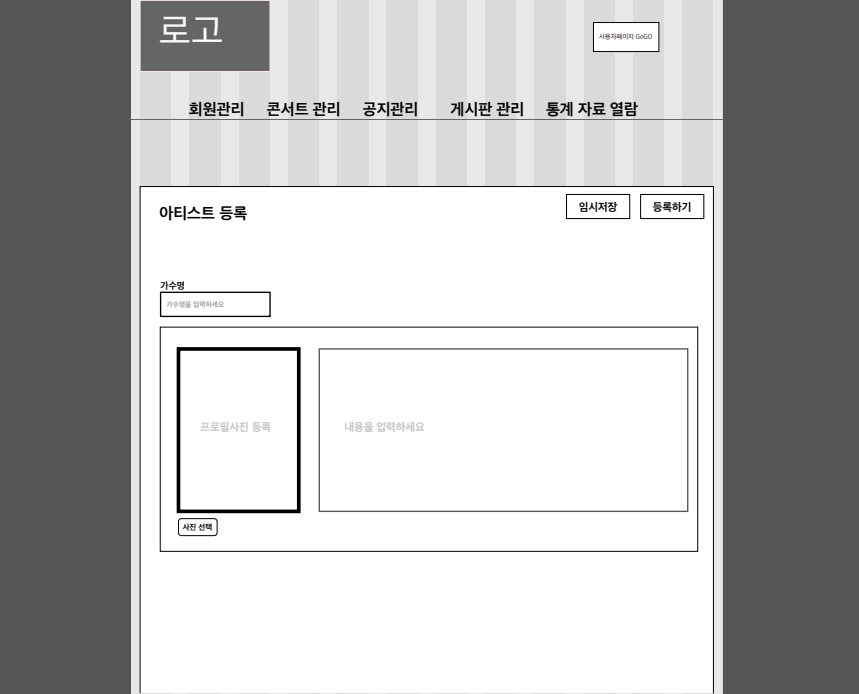 로고
사용자페이지 GoGO
회원관리 콘서트 관리 공지관리 게시판 관리 통계 자료 열람
아티스트 등록
임시저장 등록하기
가수명
가수명을 입력하세요
프로필사진 등록
내용을 입력하세요
사진 선택